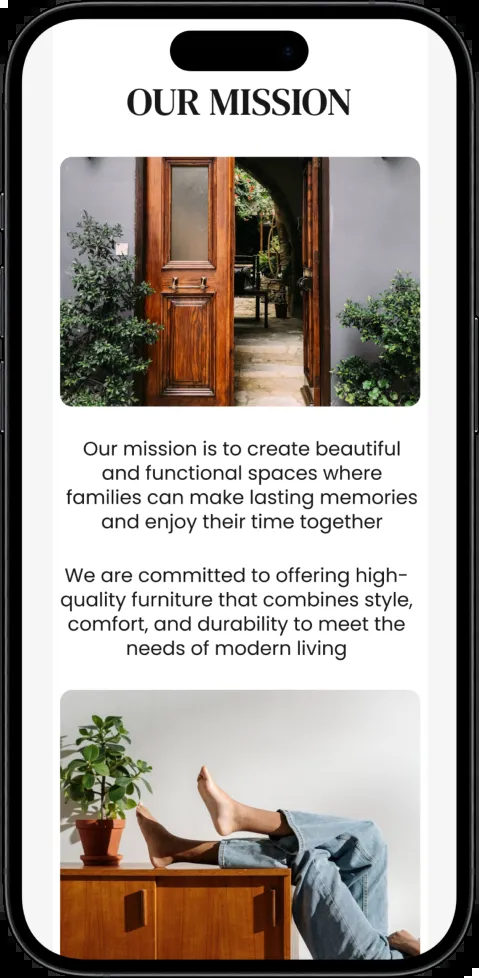 OUR MISSION
Our mission is to create beautiful
and functional spaces where
families can make lasting memories
and enjoy their time together
We are committed to offering high-
quality furniture that combines style,
comfort, and durability to meet the
needs of modern living